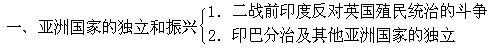 一、亚洲国家的独立和振兴
1．二战前印度反对英国殖民统治的斗争
2．印巴分治及其他亚洲国家的独立